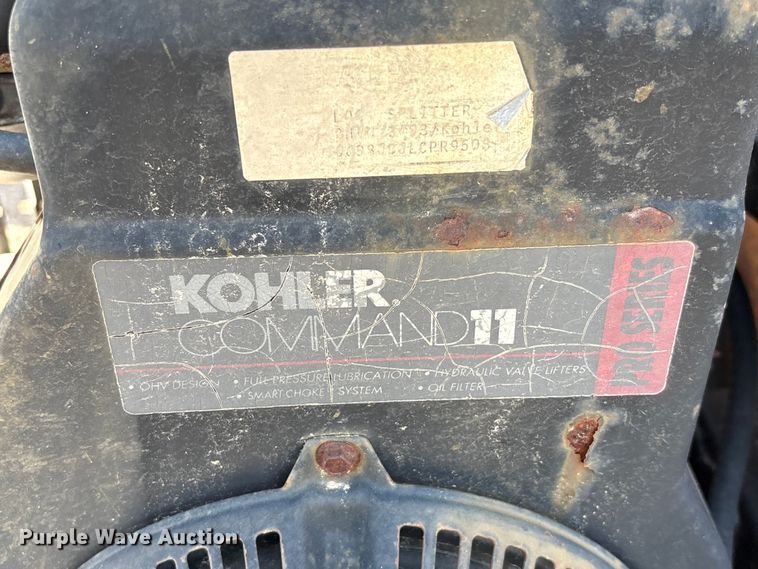 LOG SPLITTER
KOHLER
COMMAND 11
PRO SERIES
• OHV DESIGN • FULL PRESSURE LUBRICATION • HYDRAULIC VALVE LIFTERS
• SMART CHOKE SYSTEM • OIL FILTER
Purple Wave Auction